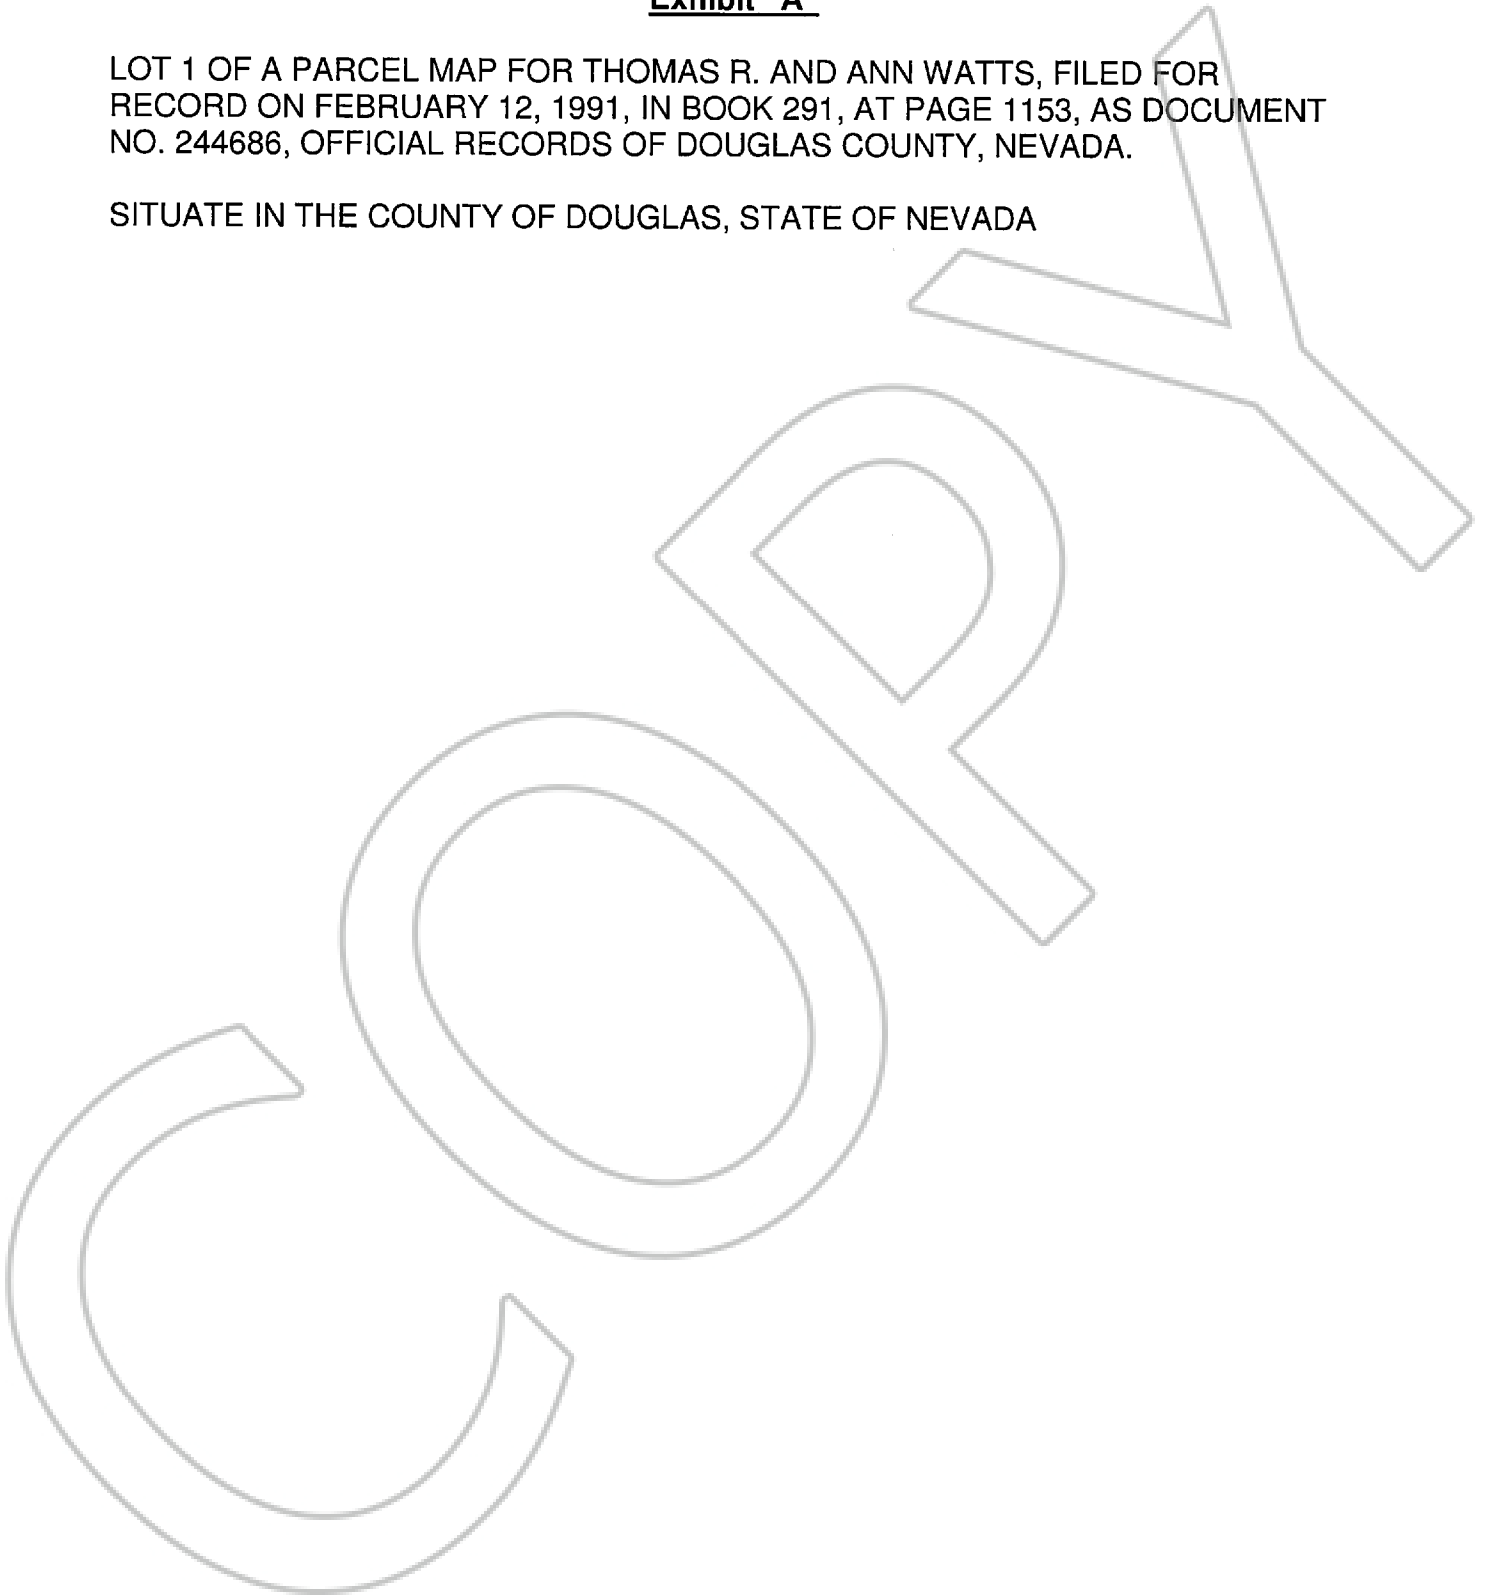 Exhibit "A"
LOT 1 OF A PARCEL MAP FOR THOMAS R. AND ANN WATTS, FILED FOR
RECORD ON FEBRUARY 12, 1991, IN BOOK 291, AT PAGE 1153, AS DOCUMENT
NO. 244686, OFFICIAL RECORDS OF DOUGLAS COUNTY, NEVADA.
SITUATE IN THE COUNTY OF DOUGLAS, STATE OF NEVADA
COPY